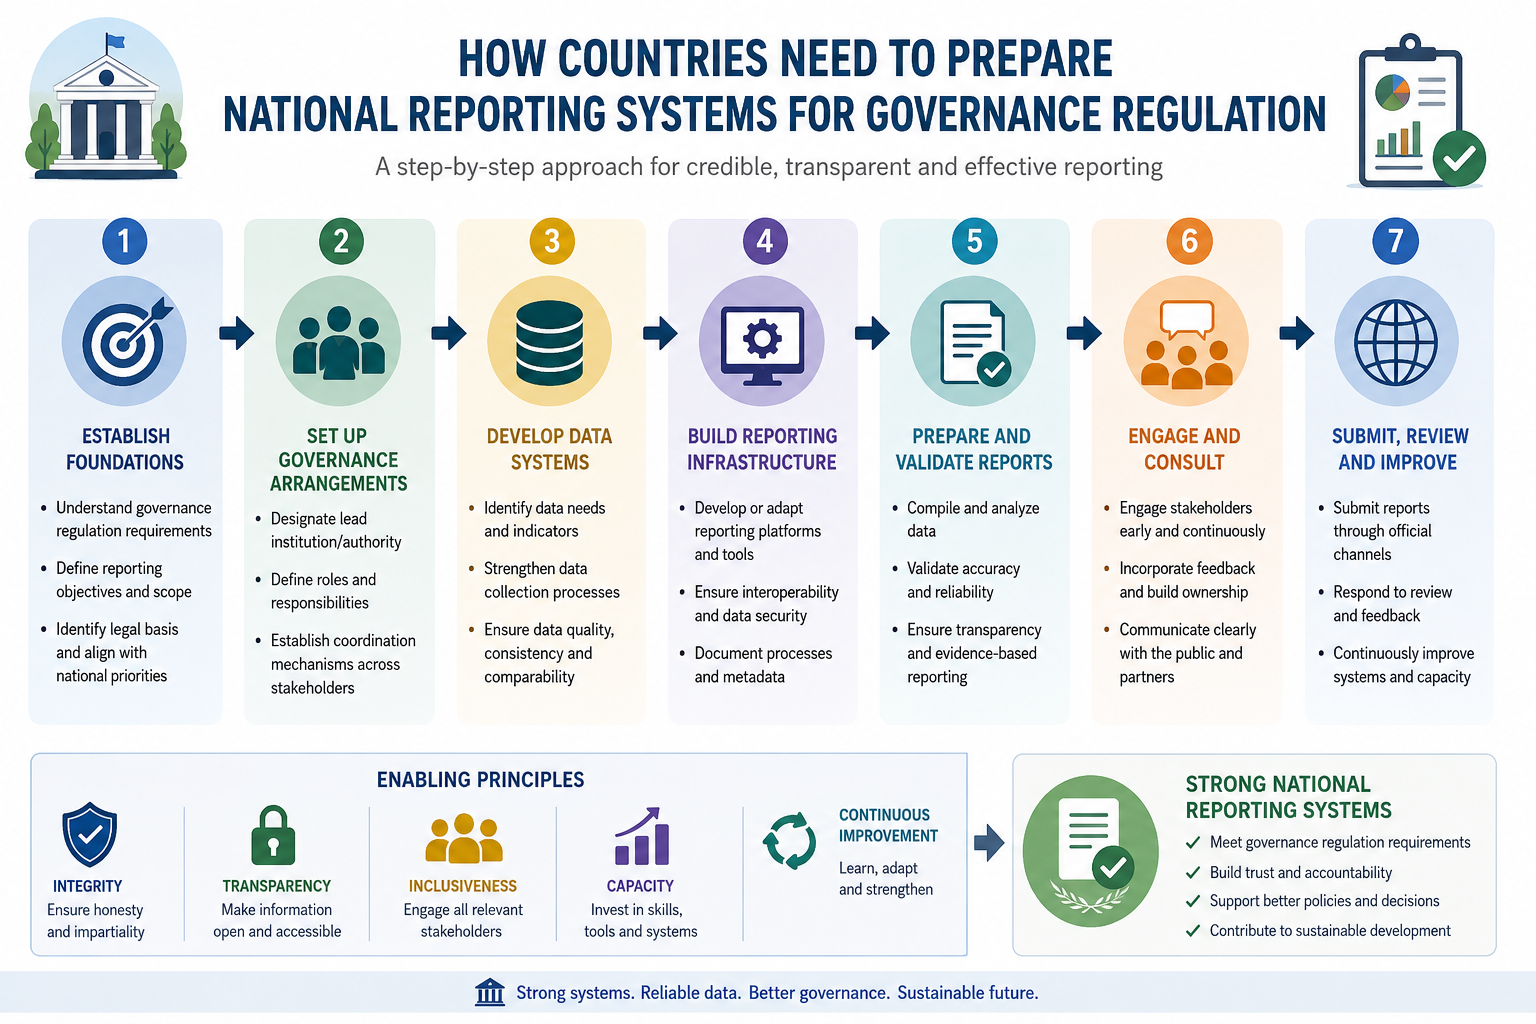 HOW COUNTRIES NEED TO PREPARE
NATIONAL REPORTING SYSTEMS FOR GOVERNANCE REGULATION
A step-by-step approach for credible, transparent and effective reporting
1
ESTABLISH
FOUNDATIONS
• Understand governance
regulation requirements
• Define reporting
objectives and scope
• Identify legal basis
and align with
national priorities
2
SET UP
GOVERNANCE
ARRANGEMENTS
• Designate lead
institution/authority
• Define roles and
responsibilities
• Establish coordination
mechanisms across
stakeholders
3
DEVELOP DATA
SYSTEMS
• Identify data needs
and indicators
• Strengthen data
collection processes
• Ensure data quality,
consistency and
comparability
4
BUILD REPORTING
INFRASTRUCTURE
• Develop or adapt
reporting platforms
and tools
• Ensure interoperability
and data security
• Document processes
and metadata
5
PREPARE AND
VALIDATE REPORTS
• Compile and analyze
data
• Validate accuracy
and reliability
• Ensure transparency
and evidence-based
reporting
6
ENGAGE AND
CONSULT
• Engage stakeholders
early and continuously
• Incorporate feedback
and build ownership
• Communicate clearly
with the public and
partners
7
SUBMIT, REVIEW
AND IMPROVE
• Submit reports
through official
channels
• Respond to review
and feedback
• Continuously improve
systems and capacity
ENABLING PRINCIPLES
INTEGRITY
Ensure honesty
and impartiality
TRANSPARENCY
Make information
open and accessible
INCLUSIVENESS
Engage all relevant
stakeholders
CAPACITY
Invest in skills,
tools and systems
CONTINUOUS
IMPROVEMENT
Learn, adapt
and strengthen
STRONG NATIONAL
REPORTING SYSTEMS
Meet governance regulation requirements
Build trust and accountability
Support better policies and decisions
Contribute to sustainable development
Strong systems. Reliable data. Better governance. Sustainable future.